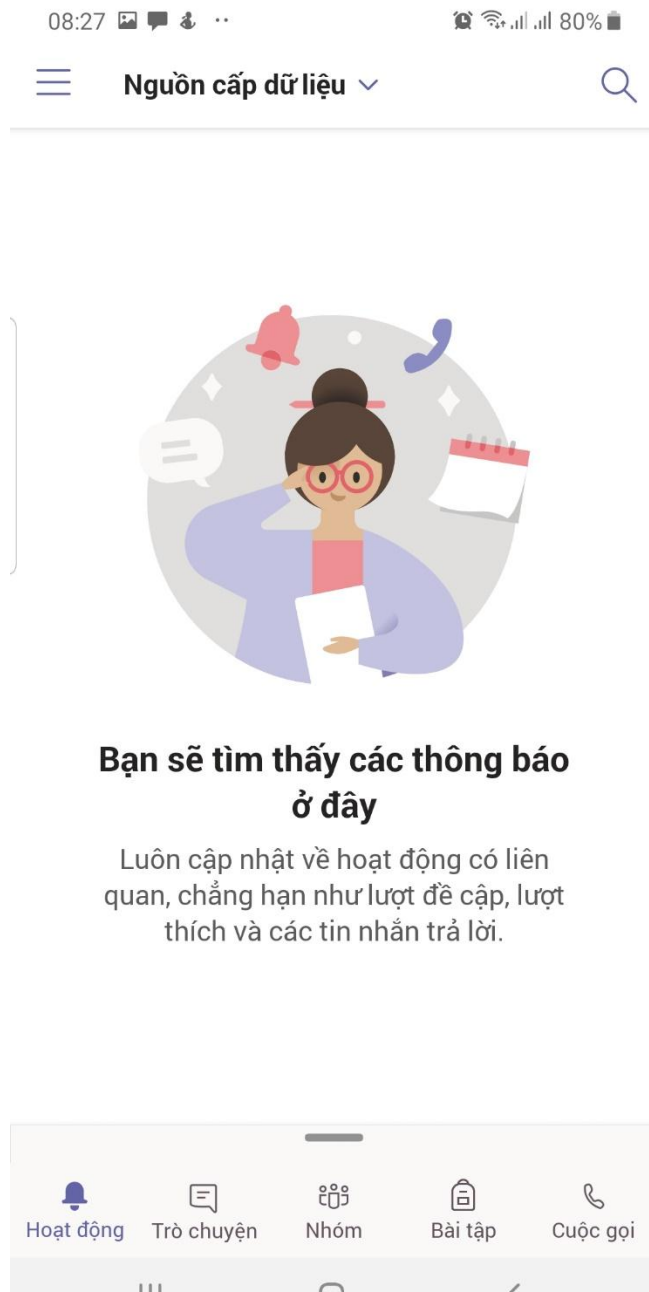 08:27
80%
Nguồn cấp dữ liệu
Bạn sẽ tìm thấy các thông báo
ở đây
Luôn cập nhật về hoạt động có liên
quan, chẳng hạn như lượt đề cập, lượt
thích và các tin nhắn trả lời.
Hoạt động
Trò chuyện
Nhóm
Bài tập
Cuộc gọi